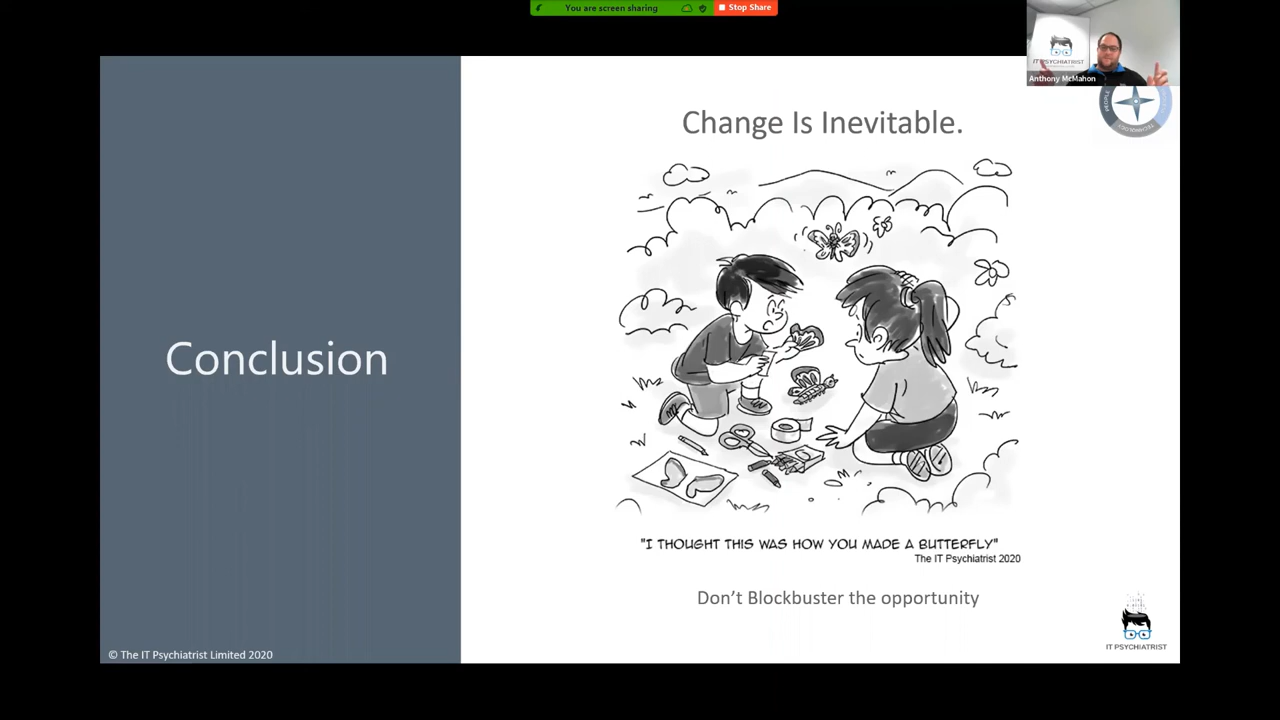 You are screen sharing
Stop Share
IT PSYCHIATRIST
Anthony McMahon
PEOPLE
Change Is Inevitable.
Conclusion
"I THOUGHT THIS WAS HOW YOU MADE A BUTTERFLY"
The IT Psychiatrist 2020
Don't Blockbuster the opportunity
IT PSYCHIATRIST
© The IT Psychiatrist Limited 2020